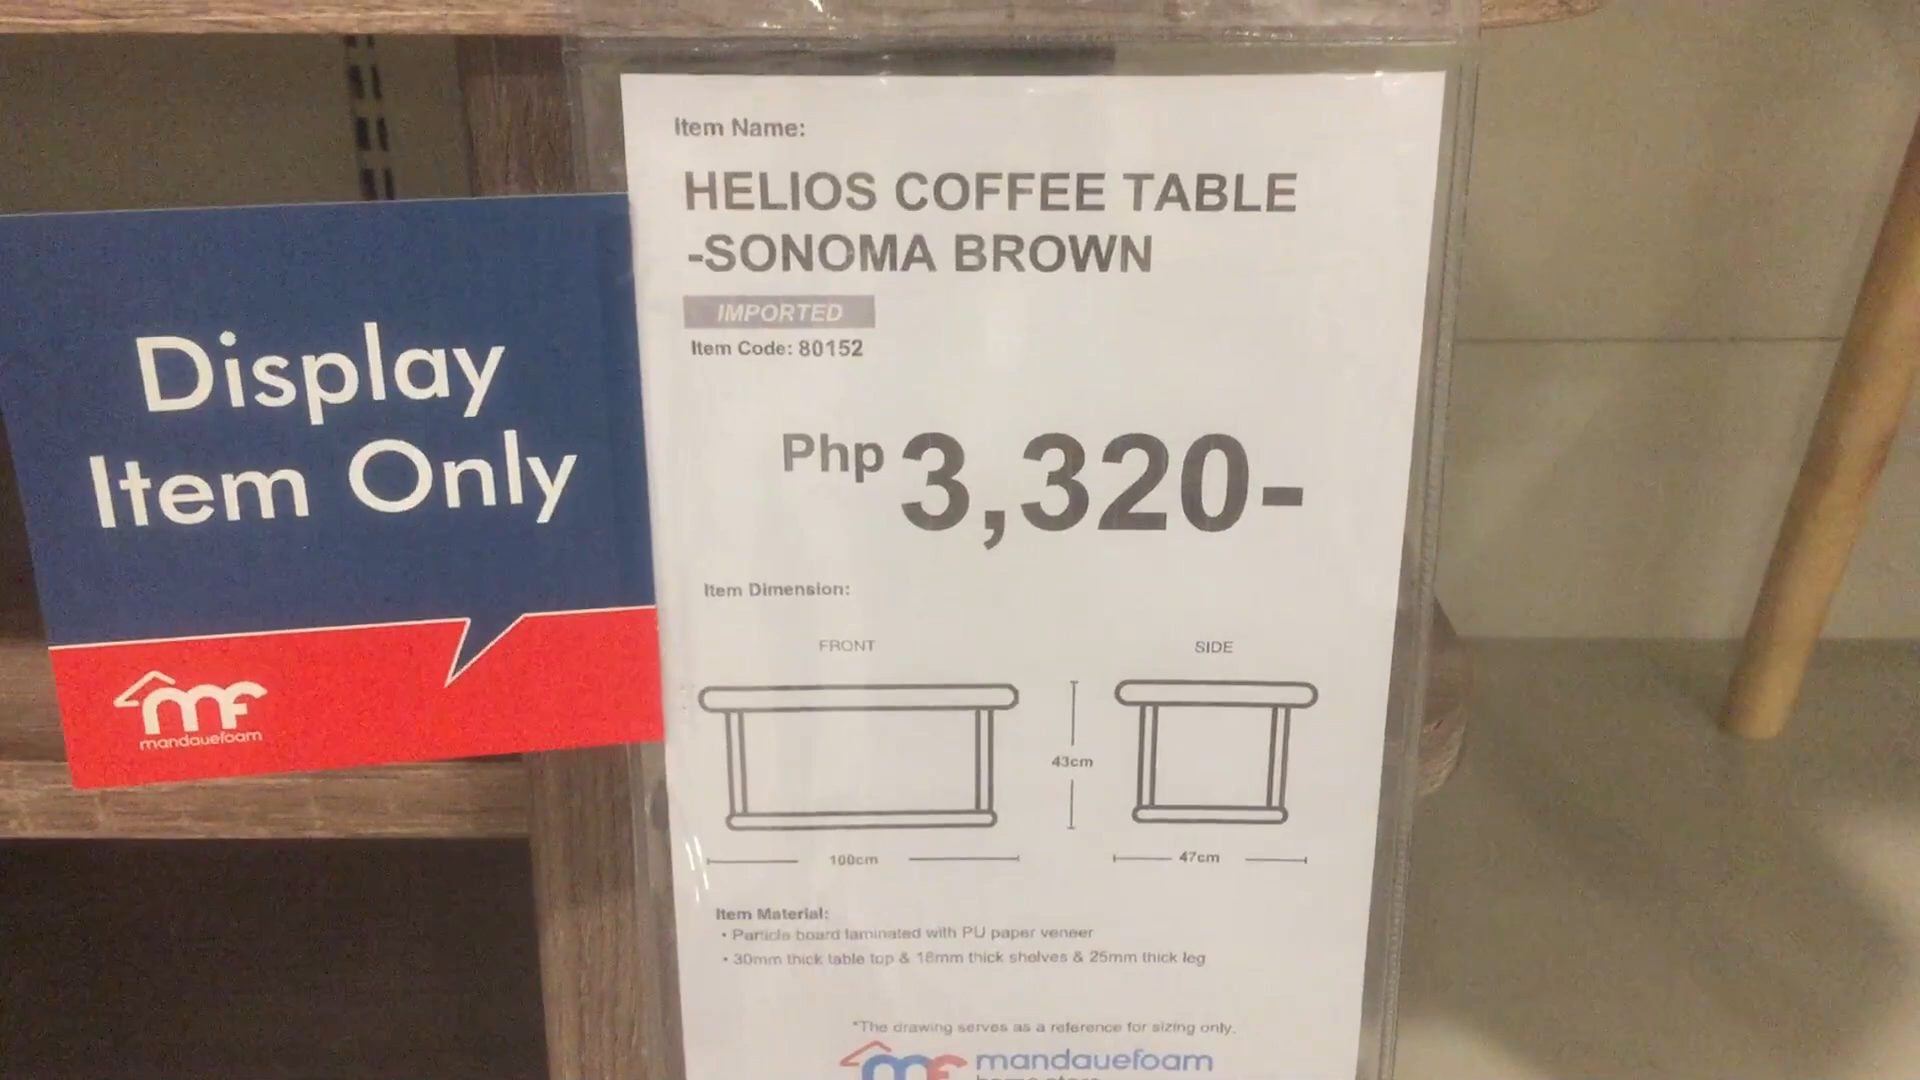 Display
Item Only
mandauefoam
Item Name:
HELIOS COFFEE TABLE
-SONOMA BROWN
IMPORTED
Item Code: 80152
Php 3,320-
Item Dimension:
FRONT
SIDE
43cm
100cm
47cm
Item Material:
• Particle board laminated with PU paper veneer
• 30mm thick table top & 18mm thick shelves & 25mm thick leg
*The drawing serves as a reference for sizing only.
mandauefoam